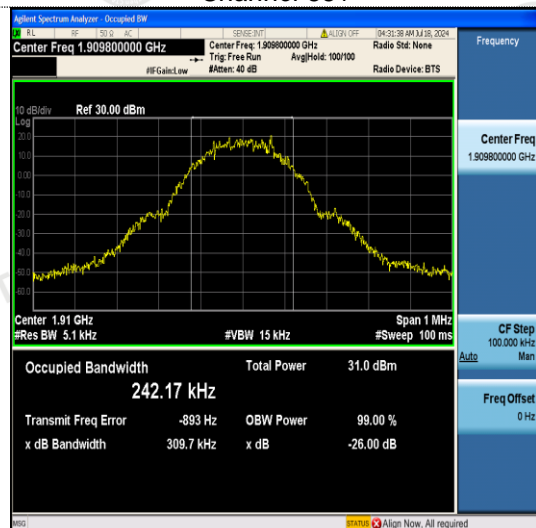 Agilent Spectrum Analyzer - Occupied BW
RL RF 50 Ω AC SENSE:INT ALIGN OFF 04:31:38 AM Jul 18, 2024
Center Freq 1.909800000 GHz
Center Freq: 1.909800000 GHz
Radio Std: None
Trig: Free Run Avg|Hold: 100/100
#IFGain:Low
#Atten: 40 dB
Radio Device: BTS
Frequency
10 dB/div Ref 30.00 dBm
Log
20.0
10.0
0.00
-10.0
-20.0
-30.0
-40.0
-50.0
-60.0
Center 1.91 GHz
Span 1 MHz
#Res BW 5.1 kHz
#VBW 15 kHz
#Sweep 100 ms
Occupied Bandwidth
242.17 kHz
Total Power 31.0 dBm
Transmit Freq Error -893 Hz
OBW Power 99.00 %
x dB Bandwidth 309.7 kHz
x dB -26.00 dB
Center Freq
1.909800000 GHz
CF Step
100.000 kHz
Auto Man
Freq Offset
0 Hz
MSG
STATUS Align Now, All required